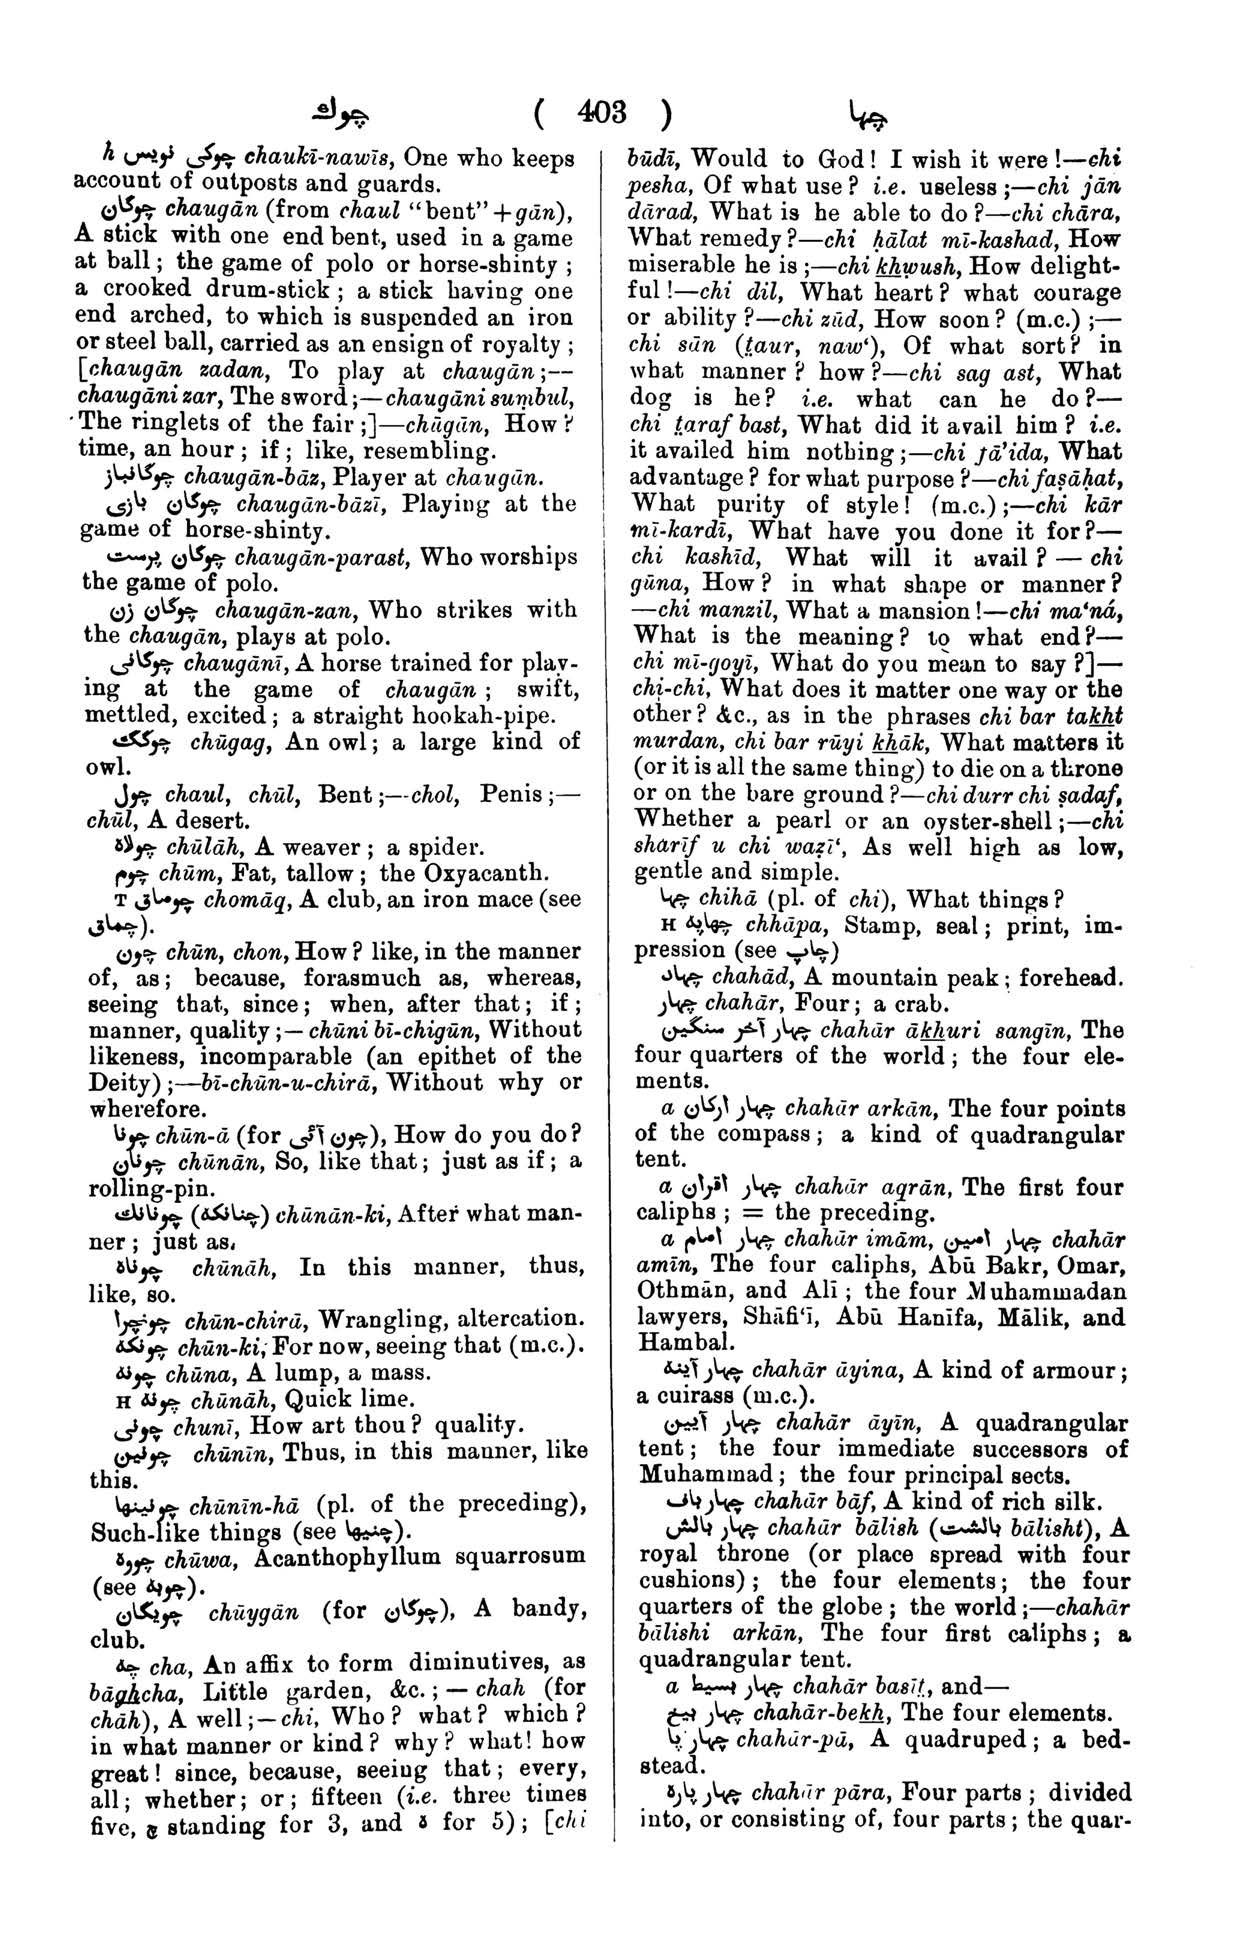 چوك ( 403 ) چها
h چوکی نویس chaukī-nawīs, One who keeps
account of outposts and guards.
چوگان chaugān (from chaul "bent"+gān),
A stick with one end bent, used in a game
at ball; the game of polo or horse-shinty;
a crooked drum-stick; a stick having one
end arched, to which is suspended an iron
or steel ball, carried as an ensign of royalty;
[chaugān zadan, To play at chaugān;—
chaugāni zar, The sword;—chaugāni sumbul,
The ringlets of the fair;]—chūgān, How?
time, an hour; if; like, resembling.
چوگانباز chaugān-bāz, Player at chaugān.
چوگان بازی chaugān-bāzī, Playing at the
game of horse-shinty.
چوگان پرست chaugān-parast, Who worships
the game of polo.
چوگان زن chaugān-zan, Who strikes with
the chaugān, plays at polo.
چوگانی chaugānī, A horse trained for play-
ing at the game of chaugān; swift,
mettled, excited; a straight hookah-pipe.
چوگگ chūgag, An owl; a large kind of
owl.
چول chaul, chūl, Bent;—chol, Penis;—
chūl, A desert.
چولاه chūlāh, A weaver; a spider.
چوم chūm, Fat, tallow; the Oxyacanth.
T چوماق chomāq, A club, an iron mace (see
چماق).
چون chūn, chon, How? like, in the manner
of, as; because, forasmuch as, whereas,
seeing that, since; when, after that; if;
manner, quality;—chūni bī-chigūn, Without
likeness, incomparable (an epithet of the
Deity);—bī-chūn-u-chirā, Without why or
wherefore.
چونا chūn-ā (for چون آئی), How do you do?
چونان chūnān, So, like that; just as if; a
rolling-pin.
چونانك (چنانکه) chūnān-ki, After what man-
ner; just as.
چوناه chūnāh, In this manner, thus,
like, so.
چونچرا chūn-chirā, Wrangling, altercation.
چونکه chūn-ki, For now, seeing that (m.c.).
چونه chūna, A lump, a mass.
H چونه chūnāh, Quick lime.
چونی chunī, How art thou? quality.
چونین chūnīn, Thus, in this manner, like
this.
چونینها chūnīn-hā (pl. of the preceding),
Such-like things (see چنیها).
چووه chūwa, Acanthophyllum squarrosum
(see چوبه).
چویگان chūygān (for چوگان), A bandy,
club.
چه cha, An affix to form diminutives, as
bāghcha, Little garden, &c.;—chah (for
chāh), A well;—chi, Who? what? which?
in what manner or kind? why? what! how
great! since, because, seeing that; every,
all; whether; or; fifteen (i.e. three times
five, چ standing for 3, and ه for 5); [chi
būdī, Would to God! I wish it were!—chi
pesha, Of what use? i.e. useless;—chi jān
dārad, What is he able to do?—chi chāra,
What remedy?—chi ḥālat mī-kashad, How
miserable he is;—chi khẉush, How delight-
ful!—chi dil, What heart? what courage
or ability?—chi zūd, How soon? (m.c.);—
chi sān (t̤aur, naw‘), Of what sort? in
what manner? how?—chi sag ast, What
dog is he? i.e. what can he do?—
chi t̤araf bast, What did it avail him? i.e.
it availed him nothing;—chi fā’ida, What
advantage? for what purpose?—chi faṣāḥat,
What purity of style! (m.c.);—chi kār
mī-kardī, What have you done it for?—
chi kashīd, What will it avail?—chi
gūna, How? in what shape or manner?
—chi manzil, What a mansion!—chi ma‘ná,
What is the meaning? to what end?—
chi mī-goyī, What do you mean to say?]—
chi-chi, What does it matter one way or the
other? &c., as in the phrases chi bar takht
murdan, chi bar rūyi khāk, What matters it
(or it is all the same thing) to die on a throne
or on the bare ground?—chi durr chi ṣadaf,
Whether a pearl or an oyster-shell;—chi
sharīf u chi waẓī‘, As well high as low,
gentle and simple.
چها chihā (pl. of chi), What things?
H چهاپه chhāpa, Stamp, seal; print, im-
pression (see چاپ)
چهاد chahād, A mountain peak; forehead.
چهار chahār, Four; a crab.
چهار آخر سنگین chahār ākhuri sangīn, The
four quarters of the world; the four ele-
ments.
a چهار ارکان chahār arkān, The four points
of the compass; a kind of quadrangular
tent.
a چهار اقران chahār aqrān, The first four
caliphs; = the preceding.
a چهار امام chahār imām, چهار امین chahār
amīn, The four caliphs, Abū Bakr, Omar,
Othmān, and Alī; the four Muhammadan
lawyers, Shāfi‘ī, Abū Hanīfa, Mālik, and
Hambal.
چهار آینه chahār āyina, A kind of armour;
a cuirass (m.c.).
چهار آیین chahār āyīn, A quadrangular
tent; the four immediate successors of
Muhammad; the four principal sects.
چهار باف chahār bāf, A kind of rich silk.
چهار بالش chahār bālish (بالشت bālisht), A
royal throne (or place spread with four
cushions); the four elements; the four
quarters of the globe; the world;—chahār
bālishi arkān, The four first caliphs; a
quadrangular tent.
a چهار بسیط chahār basīt̤, and—
چهار بیخ chahār-bekh, The four elements.
چهار پا chahār-pā, A quadruped; a bed-
stead.
چهار پاره chahār pāra, Four parts; divided
into, or consisting of, four parts; the quar-